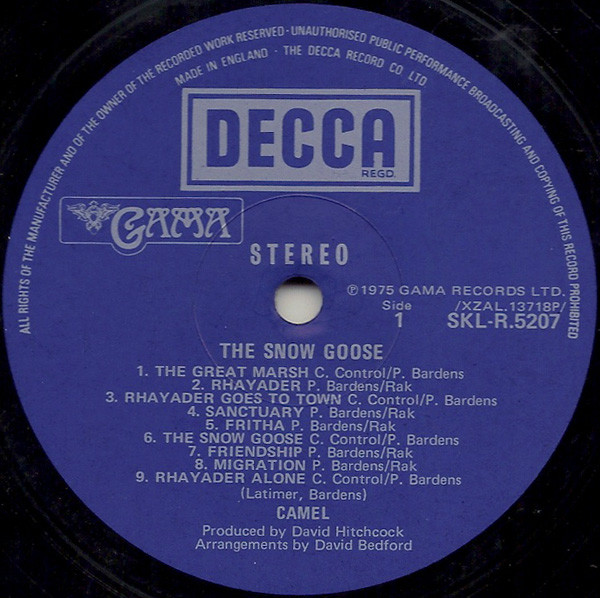 ALL RIGHTS OF THE MANUFACTURER AND OF THE OWNER OF THE RECORDED WORK RESERVED · UNAUTHORISED PUBLIC PERFORMANCE BROADCASTING AND COPYING OF THIS RECORD PROHIBITED
MADE IN ENGLAND · THE DECCA RECORD CO. LTD.
DECCA
REGD.
GAMA
STEREO
Ⓟ1975 GAMA RECORDS LTD.
Side /XZAL.13718P/
1 SKL-R.5207
THE SNOW GOOSE
1. THE GREAT MARSH C. Control/P. Bardens
2. RHAYADER P. Bardens/Rak
3. RHAYADER GOES TO TOWN C. Control/P. Bardens
4. SANCTUARY P. Bardens/Rak
5. FRITHA P. Bardens/Rak
6. THE SNOW GOOSE C. Control/P. Bardens
7. FRIENDSHIP P. Bardens/Rak
8. MIGRATION P. Bardens/Rak
9. RHAYADER ALONE C. Control/P. Bardens
(Latimer, Bardens)
CAMEL
Produced by David Hitchcock
Arrangements by David Bedford